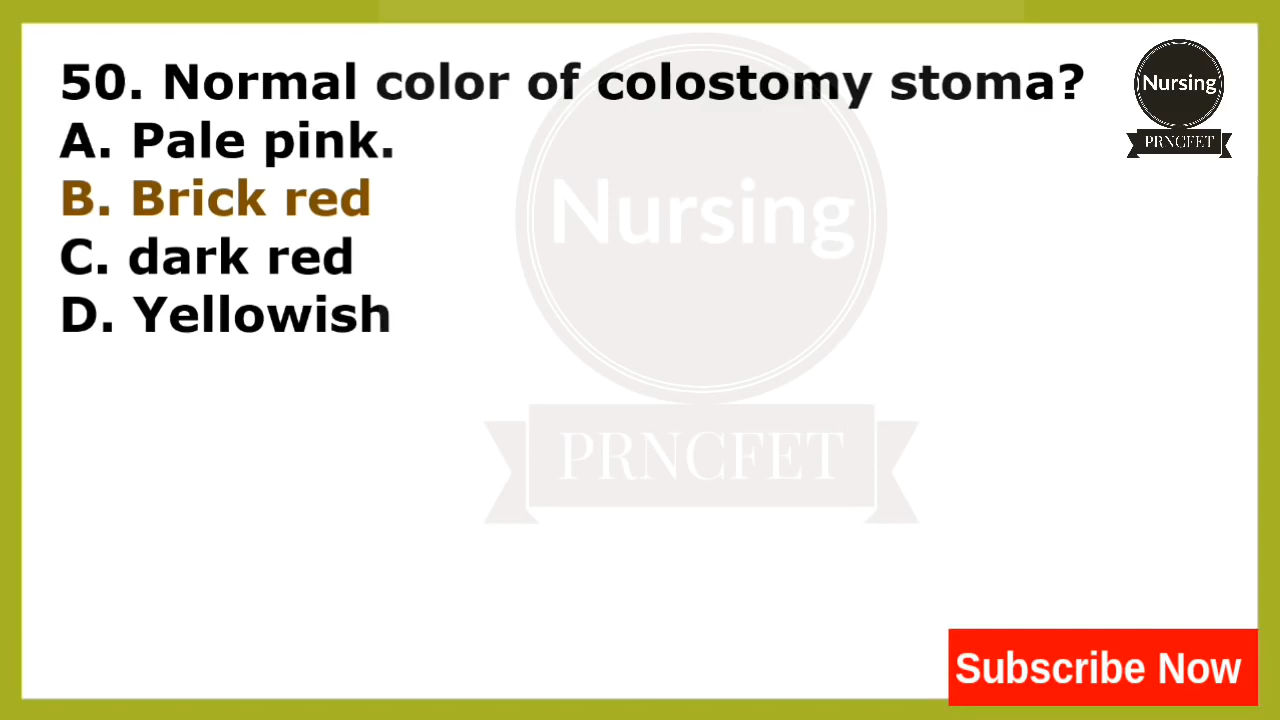 50. Normal color of colostomy stoma?
A. Pale pink.
B. Brick red
C. dark red
D. Yellowish
Nursing
PRNCFET
Nursing
PRNCFET
Subscribe Now